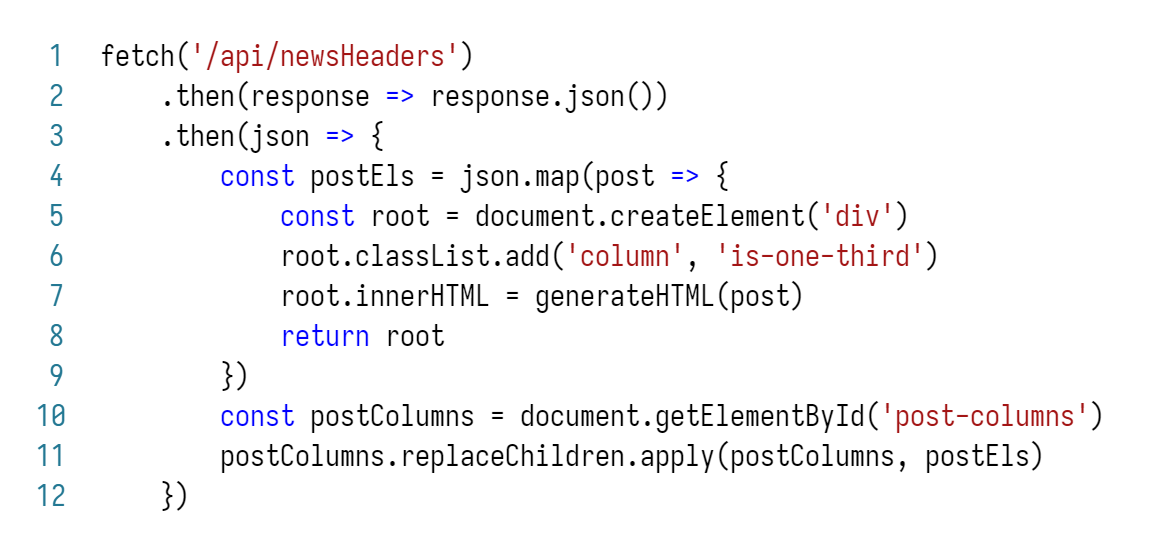 1 fetch('/api/newsHeaders')
2     .then(response => response.json())
3     .then(json => {
4         const postEls = json.map(post => {
5             const root = document.createElement('div')
6             root.classList.add('column', 'is-one-third')
7             root.innerHTML = generateHTML(post)
8             return root
9         })
10         const postColumns = document.getElementById('post-columns')
11         postColumns.replaceChildren.apply(postColumns, postEls)
12     })